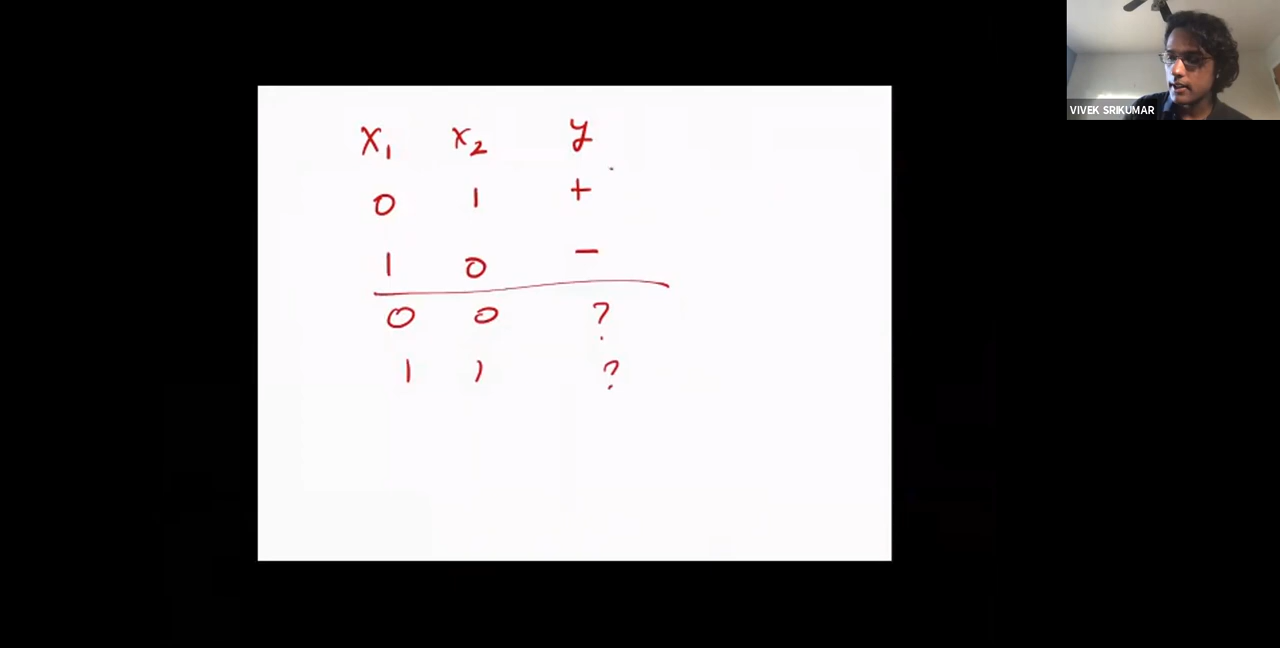 VIVEK SRIKUMAR
x₁ x₂ y
0 1 +
1 0 −
0 0 ?
1 1 ?